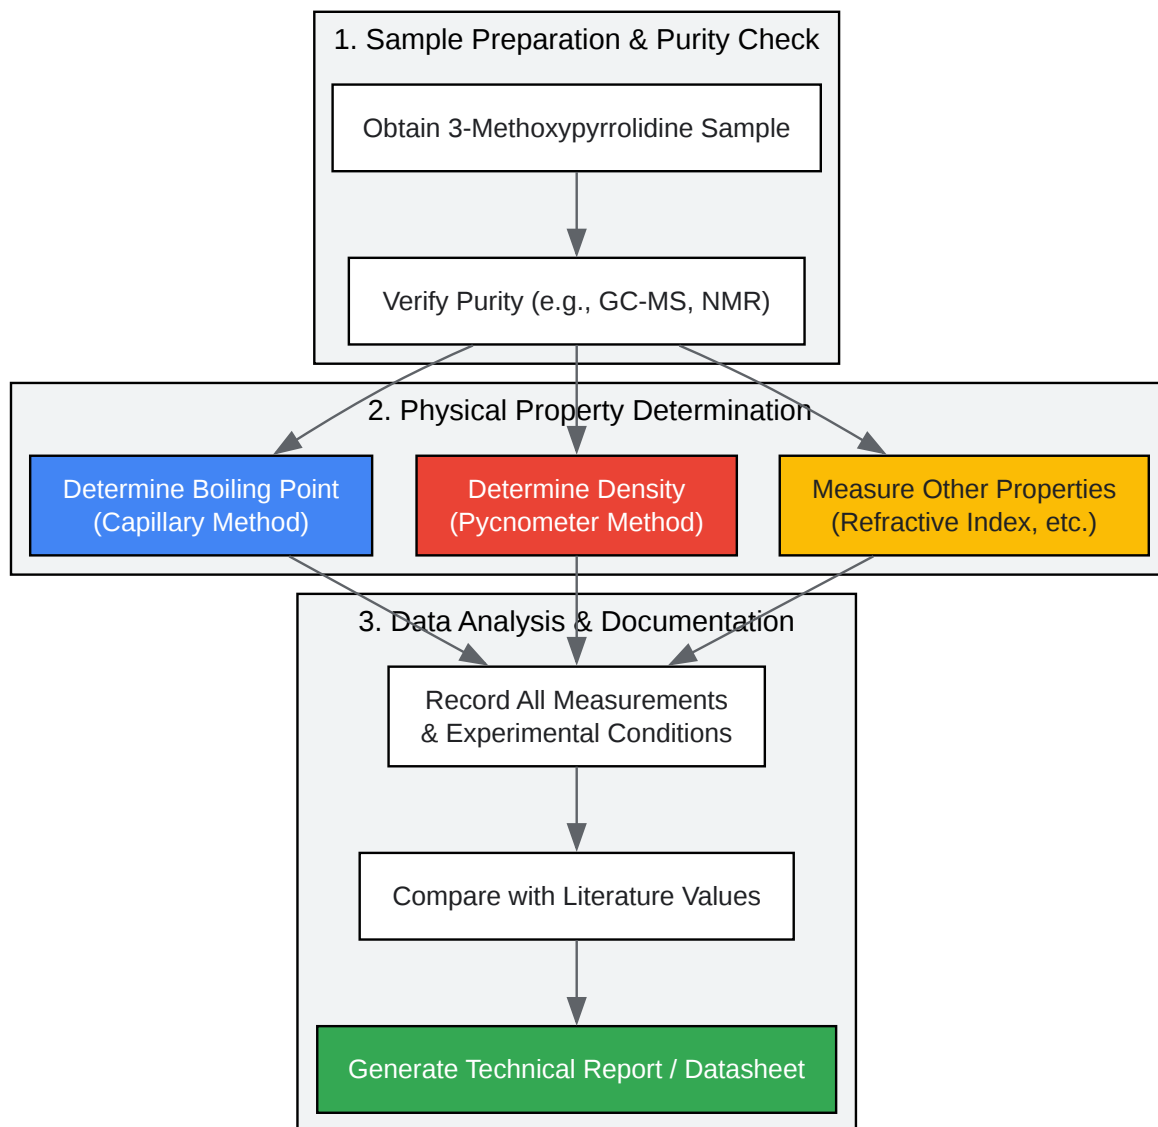 1. Sample Preparation & Purity Check
Obtain 3-Methoxypyrrolidine Sample
Verify Purity (e.g., GC-MS, NMR)
2. Physical Property Determination
Determine Boiling Point
(Capillary Method)
Determine Density
(Pycnometer Method)
Measure Other Properties
(Refractive Index, etc.)
3. Data Analysis & Documentation
Record All Measurements
& Experimental Conditions
Compare with Literature Values
Generate Technical Report / Datasheet